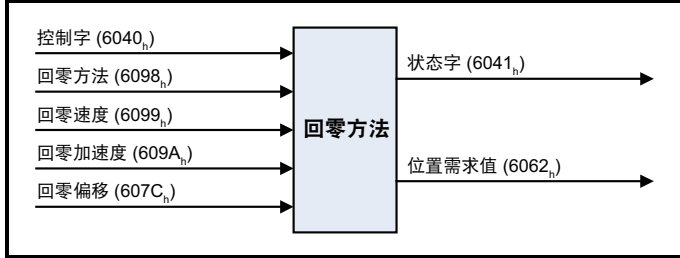 控制字 (6040ₕ)
回零方法 (6098ₕ)
回零速度 (6099ₕ)
回零加速度 (609Aₕ)
回零偏移 (607Cₕ)
回零方法
状态字 (6041ₕ)
位置需求值 (6062ₕ)